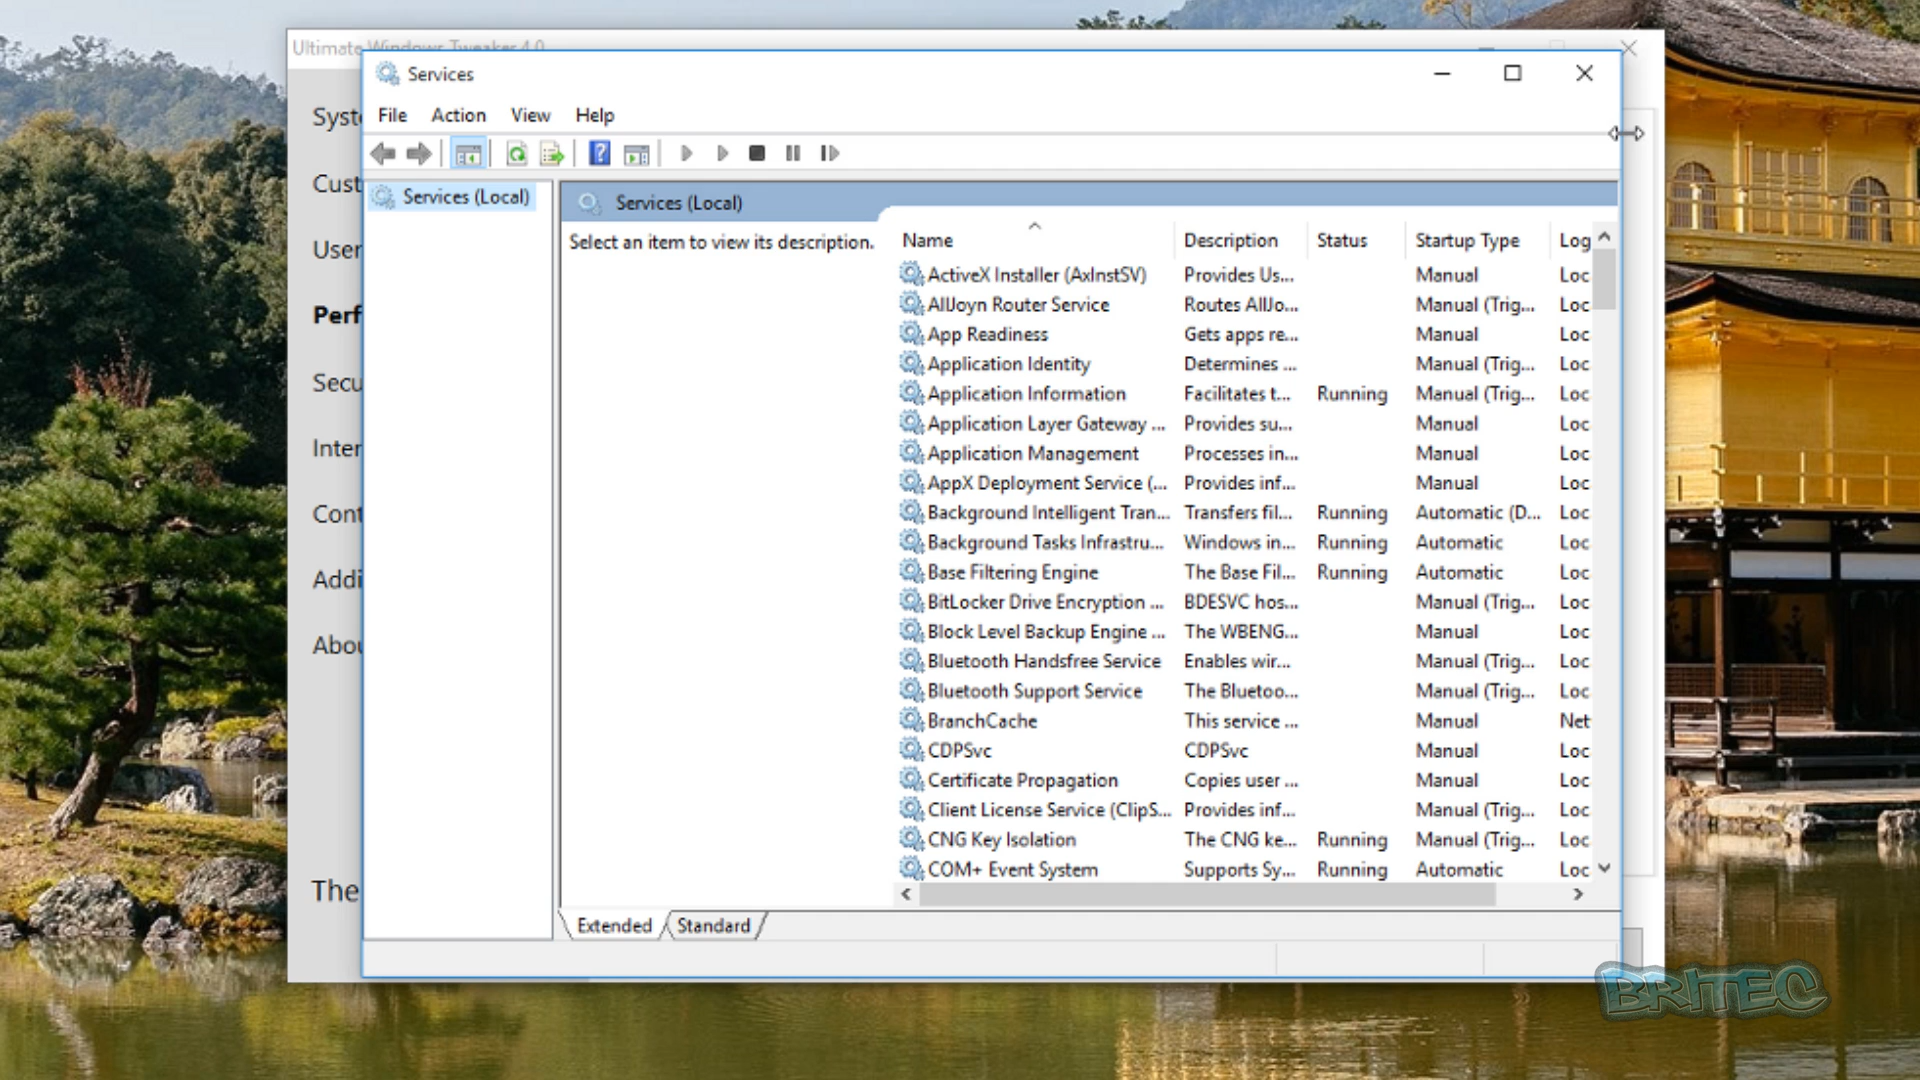 Ultimate Windows Tweaker 4.0
Services
File Action View Help
Services (Local)
Services (Local)
Select an item to view its description.
Name Description Status Startup Type Log
ActiveX Installer (AxInstSV) Provides Us... Manual Loc
AllJoyn Router Service Routes AllJo... Manual (Trig... Loc
App Readiness Gets apps re... Manual Loc
Application Identity Determines ... Manual (Trig... Loc
Application Information Facilitates t... Running Manual (Trig... Loc
Application Layer Gateway ... Provides su... Manual Loc
Application Management Processes in... Manual Loc
AppX Deployment Service (... Provides inf... Manual Loc
Background Intelligent Tran... Transfers fil... Running Automatic (D... Loc
Background Tasks Infrastru... Windows in... Running Automatic Loc
Base Filtering Engine The Base Fil... Running Automatic Loc
BitLocker Drive Encryption ... BDESVC hos... Manual (Trig... Loc
Block Level Backup Engine ... The WBENG... Manual Loc
Bluetooth Handsfree Service Enables wir... Manual (Trig... Loc
Bluetooth Support Service The Bluetoo... Manual (Trig... Loc
BranchCache This service ... Manual Net
CDPSvc CDPSvc Manual Loc
Certificate Propagation Copies user ... Manual Loc
Client License Service (ClipS... Provides inf... Manual (Trig... Loc
CNG Key Isolation The CNG ke... Running Manual (Trig... Loc
COM+ Event System Supports Sy... Running Automatic Loc
Extended Standard
Syste
Cust
User
Perf
Secu
Inter
Cont
Addi
Abou
The
BRITEC